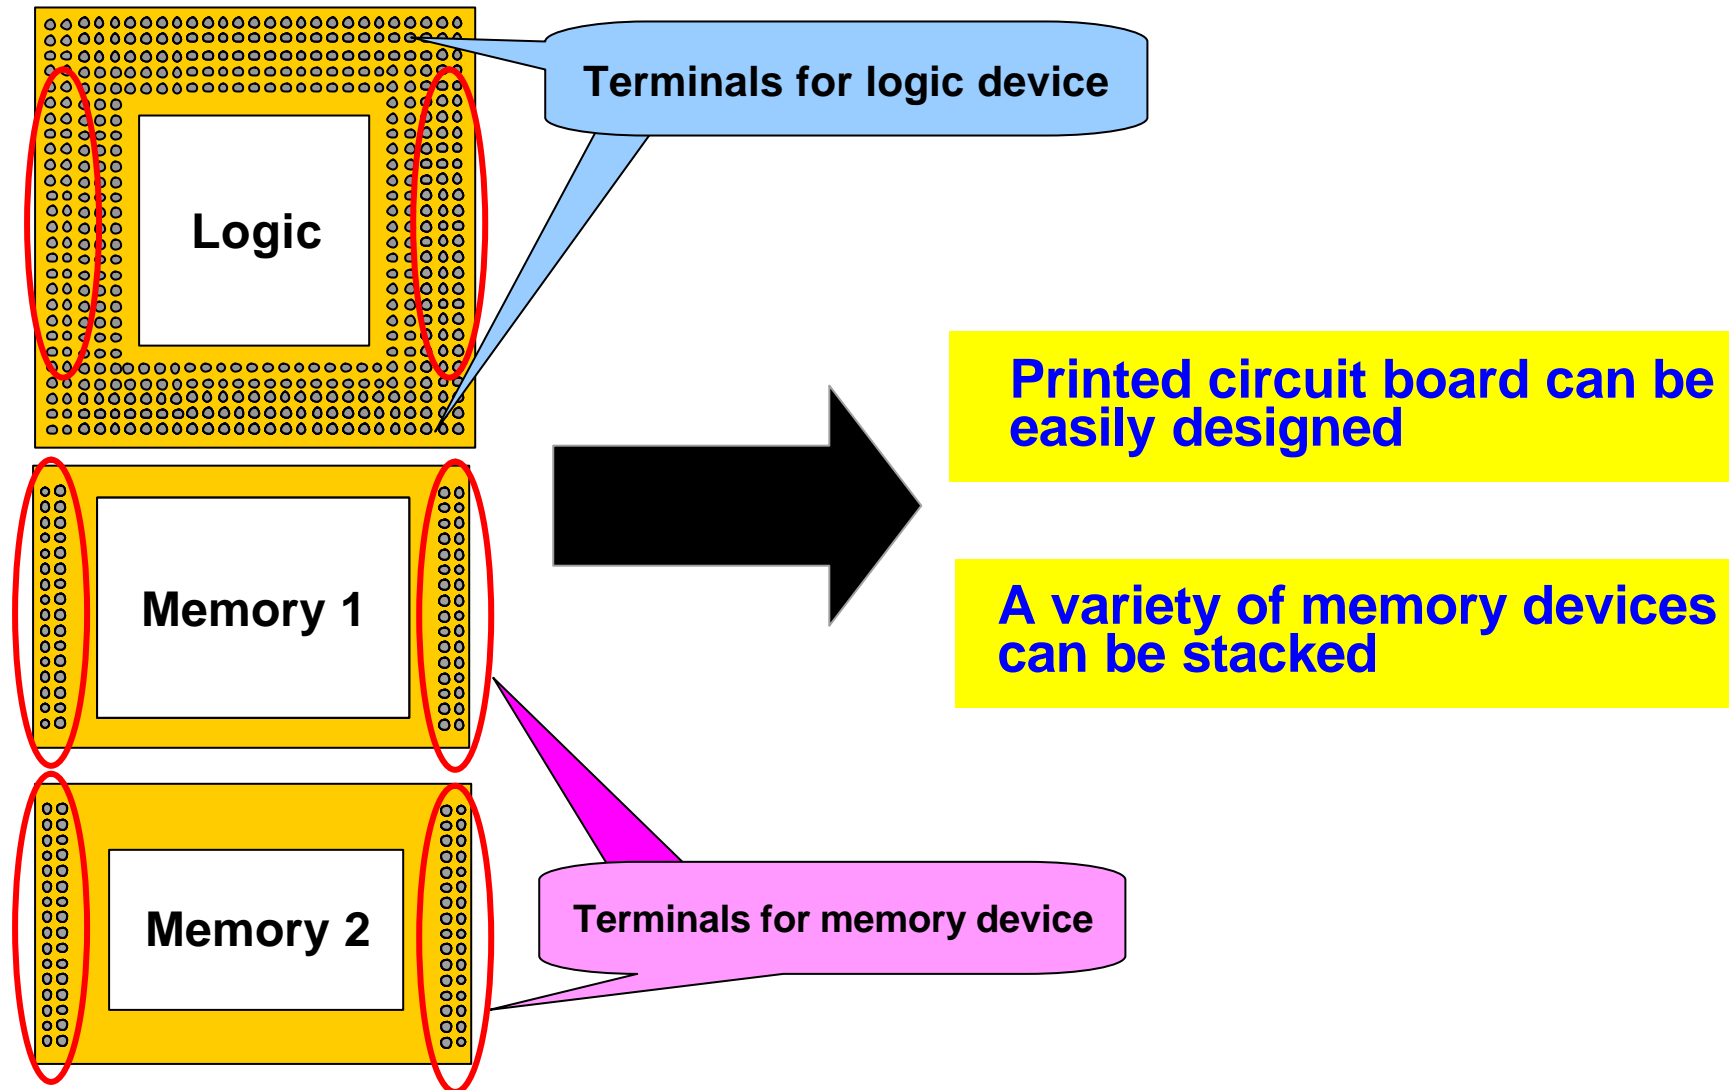 Terminals for logic device
Logic
Printed circuit board can be
easily designed
Memory 1
A variety of memory devices
can be stacked
Memory 2
Terminals for memory device